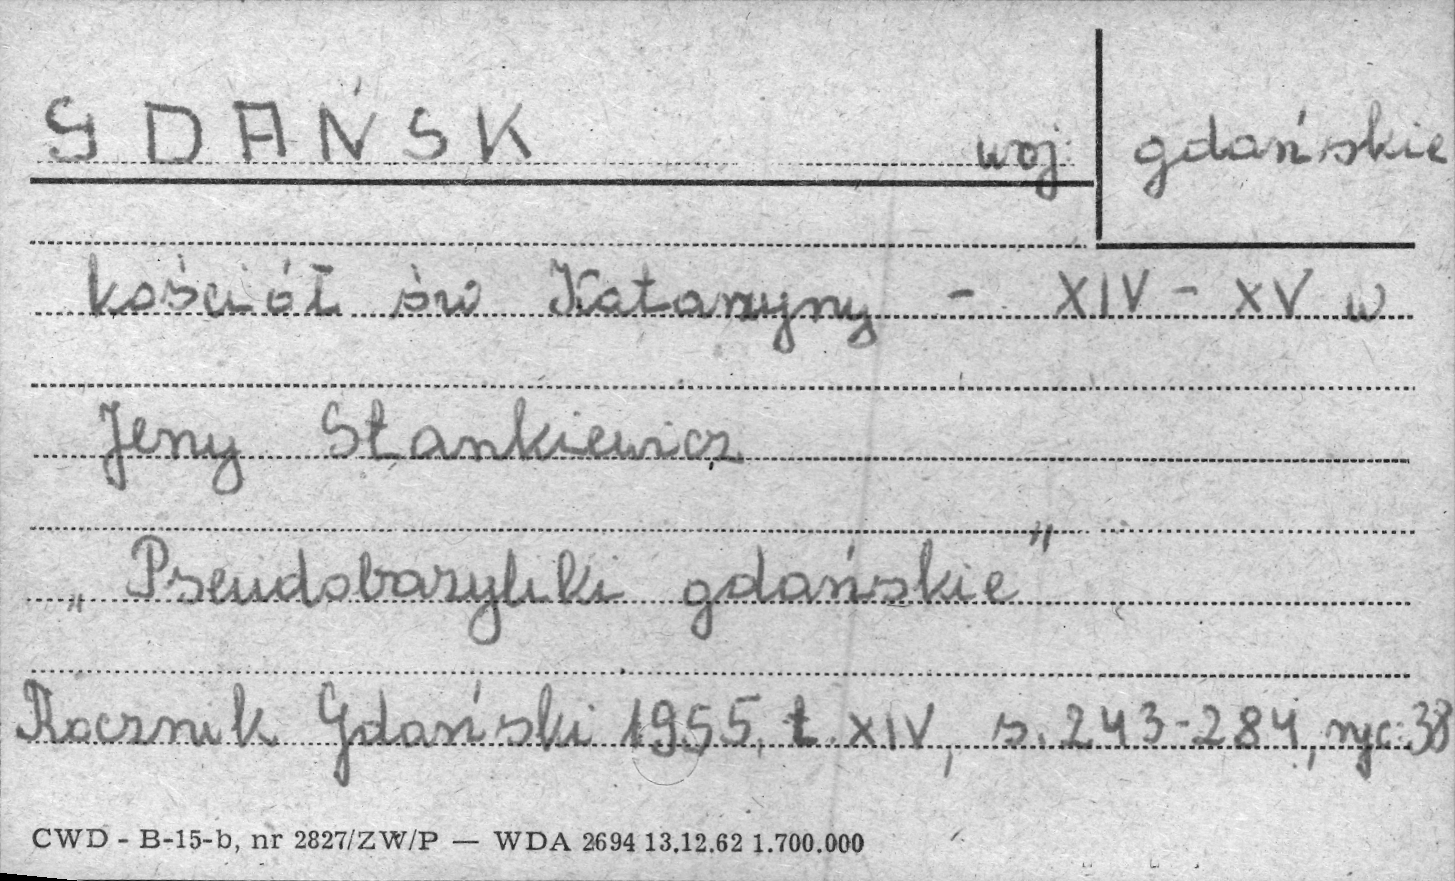 GDAŃSK woj. gdańskie
kościół św Katarzyny - XIV - XV w
Jerzy Stankiewicz
„Pseudobazyliki gdańskie"
Rocznik Gdański 1955, t. XIV, s. 243-284, ryc. 38
CWD - B-15-b, nr 2827/ZW/P — WDA 2694 13.12.62 1.700.000